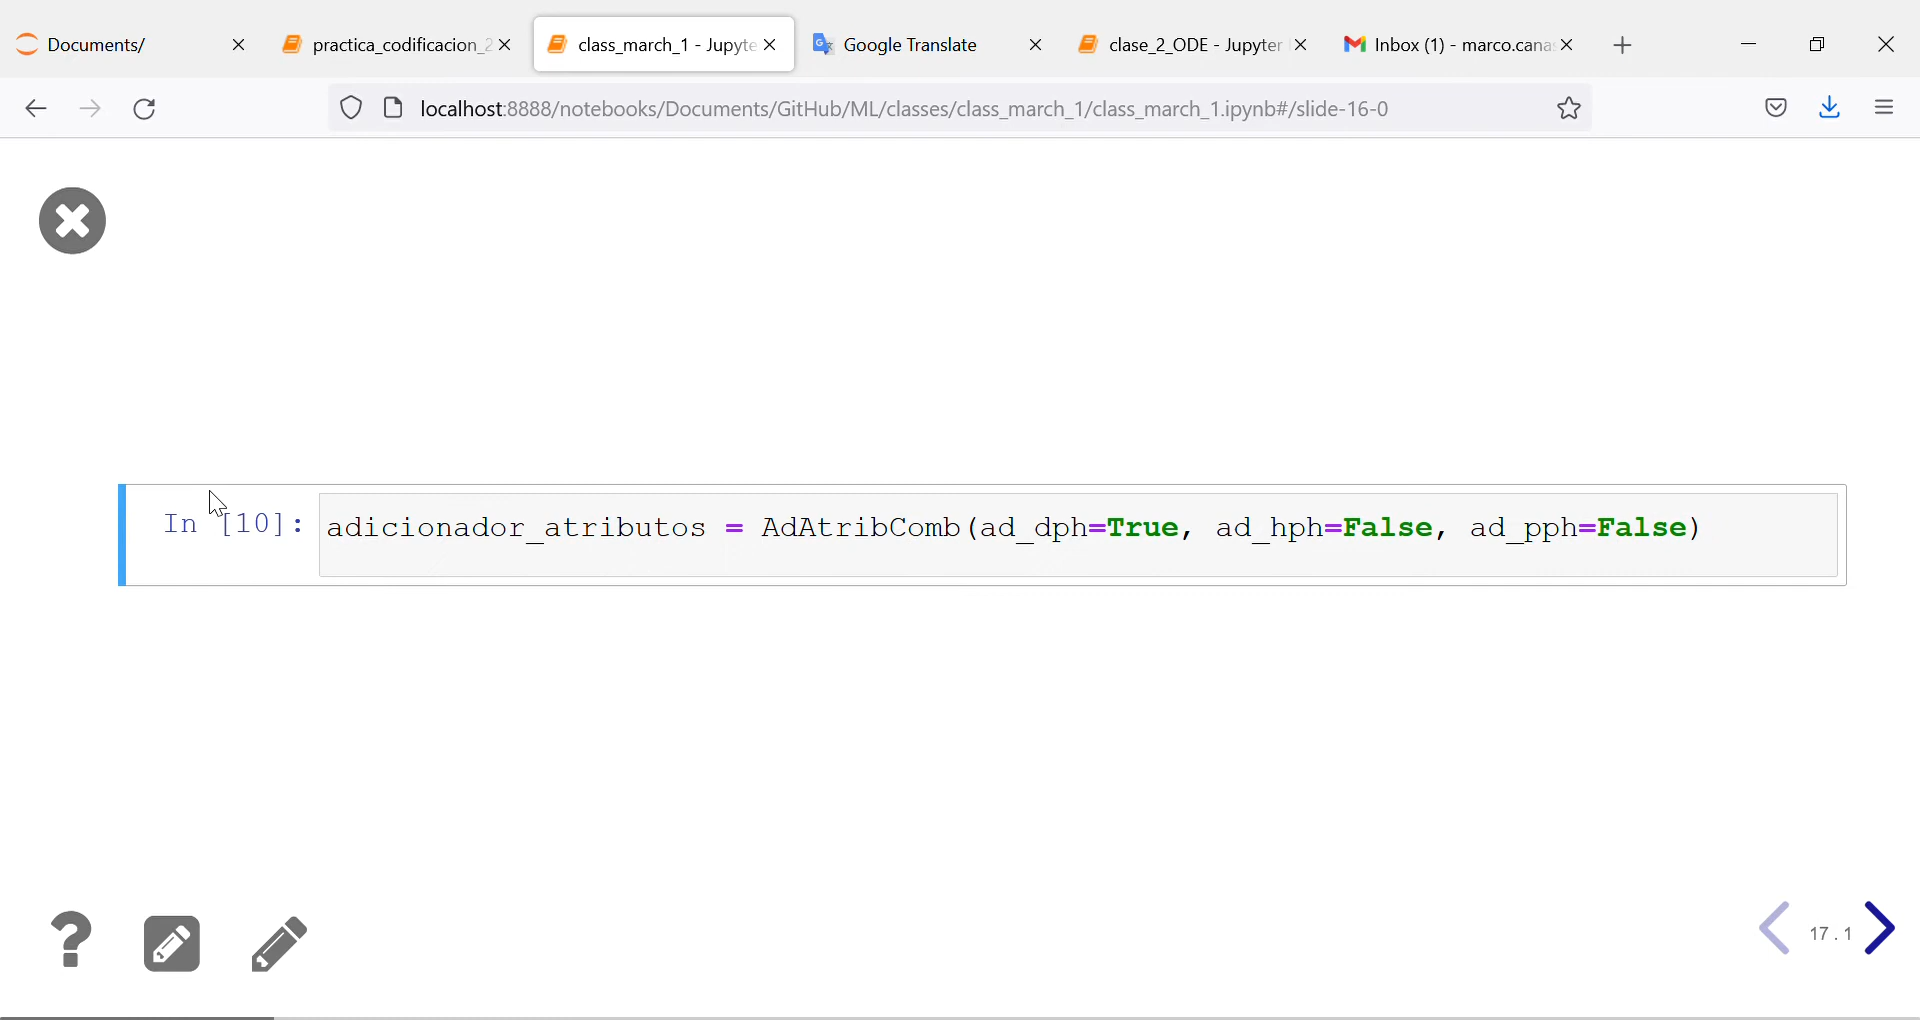 Documents/
practica_codificacion_2
class_march_1 - Jupyte
Google Translate
clase_2_ODE - Jupyter
Inbox (1) - marco.cana
localhost:8888/notebooks/Documents/GitHub/ML/classes/class_march_1/class_march_1.ipynb#/slide-16-0
In [10]: adicionador_atributos = AdAtribComb(ad_dph=True, ad_hph=False, ad_pph=False)
17 . 1